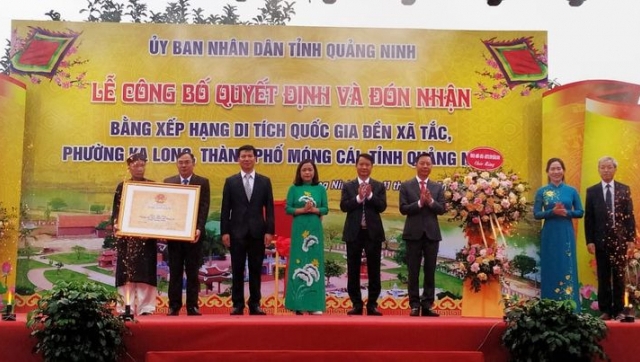 ỦY BAN NHÂN DÂN TỈNH QUẢNG NINH
LỄ CÔNG BỐ QUYẾT ĐỊNH VÀ ĐÓN NHẬN
BẰNG XẾP HẠNG DI TÍCH QUỐC GIA ĐỀN XÃ TẮC,
PHƯỜNG KA LONG, THÀNH PHỐ MÓNG CÁI, TỈNH QUẢNG N